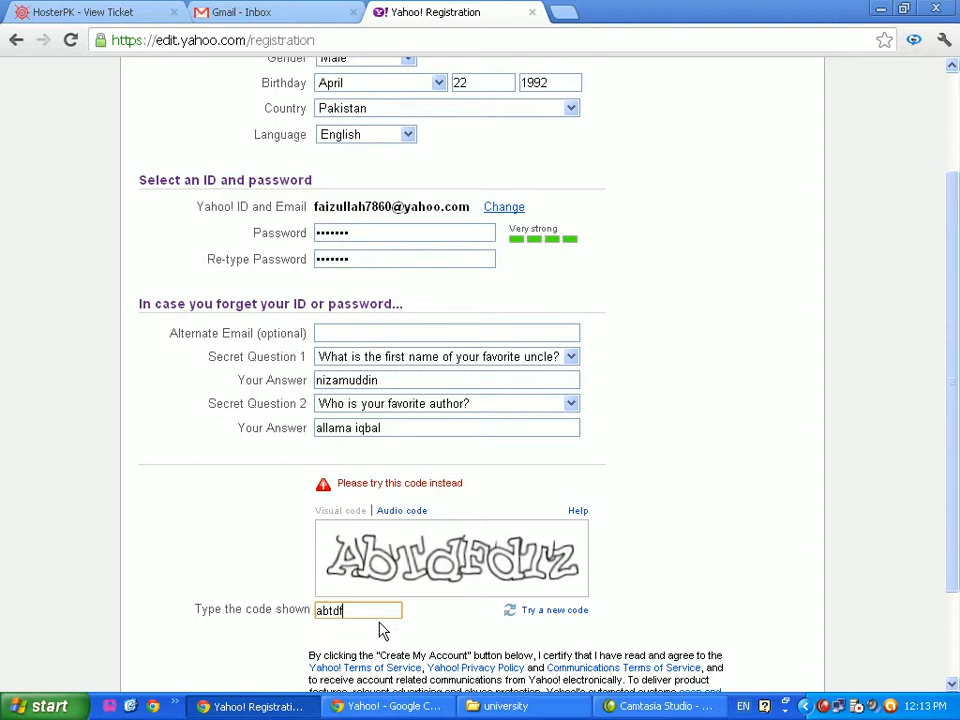 HosterPK - View Ticket
Gmail - Inbox
Yahoo! Registration
https://edit.yahoo.com/registration
Gender Male
Birthday April 22 1992
Country Pakistan
Language English
Select an ID and password
Yahoo! ID and Email faizullah7860@yahoo.com Change
Password ••••••• Very strong
Re-type Password •••••••
In case you forget your ID or password...
Alternate Email (optional)
Secret Question 1 What is the first name of your favorite uncle?
Your Answer nizamuddin
Secret Question 2 Who is your favorite author?
Your Answer allama iqbal
Please try this code instead
Visual code | Audio code Help
AbTdFdTz
Type the code shown abtdf Try a new code
By clicking the "Create My Account" button below, I certify that I have read and agree to the
Yahoo! Terms of Service, Yahoo! Privacy Policy and Communications Terms of Service, and
to receive account related communications from Yahoo! electronically. To deliver product
start
Yahoo! Registrati...
Yahoo! - Google C...
university
Camtasia Studio - ...
EN
12:13 PM